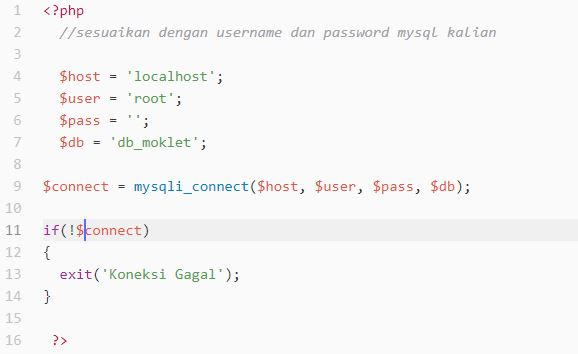 1 <?php
2 //sesuaikan dengan username dan password mysql kalian
3
4 $host = 'localhost';
5 $user = 'root';
6 $pass = '';
7 $db = 'db_moklet';
8
9 $connect = mysqli_connect($host, $user, $pass, $db);
10
11 if(!$connect)
12 {
13 exit('Koneksi Gagal');
14 }
15
16 ?>